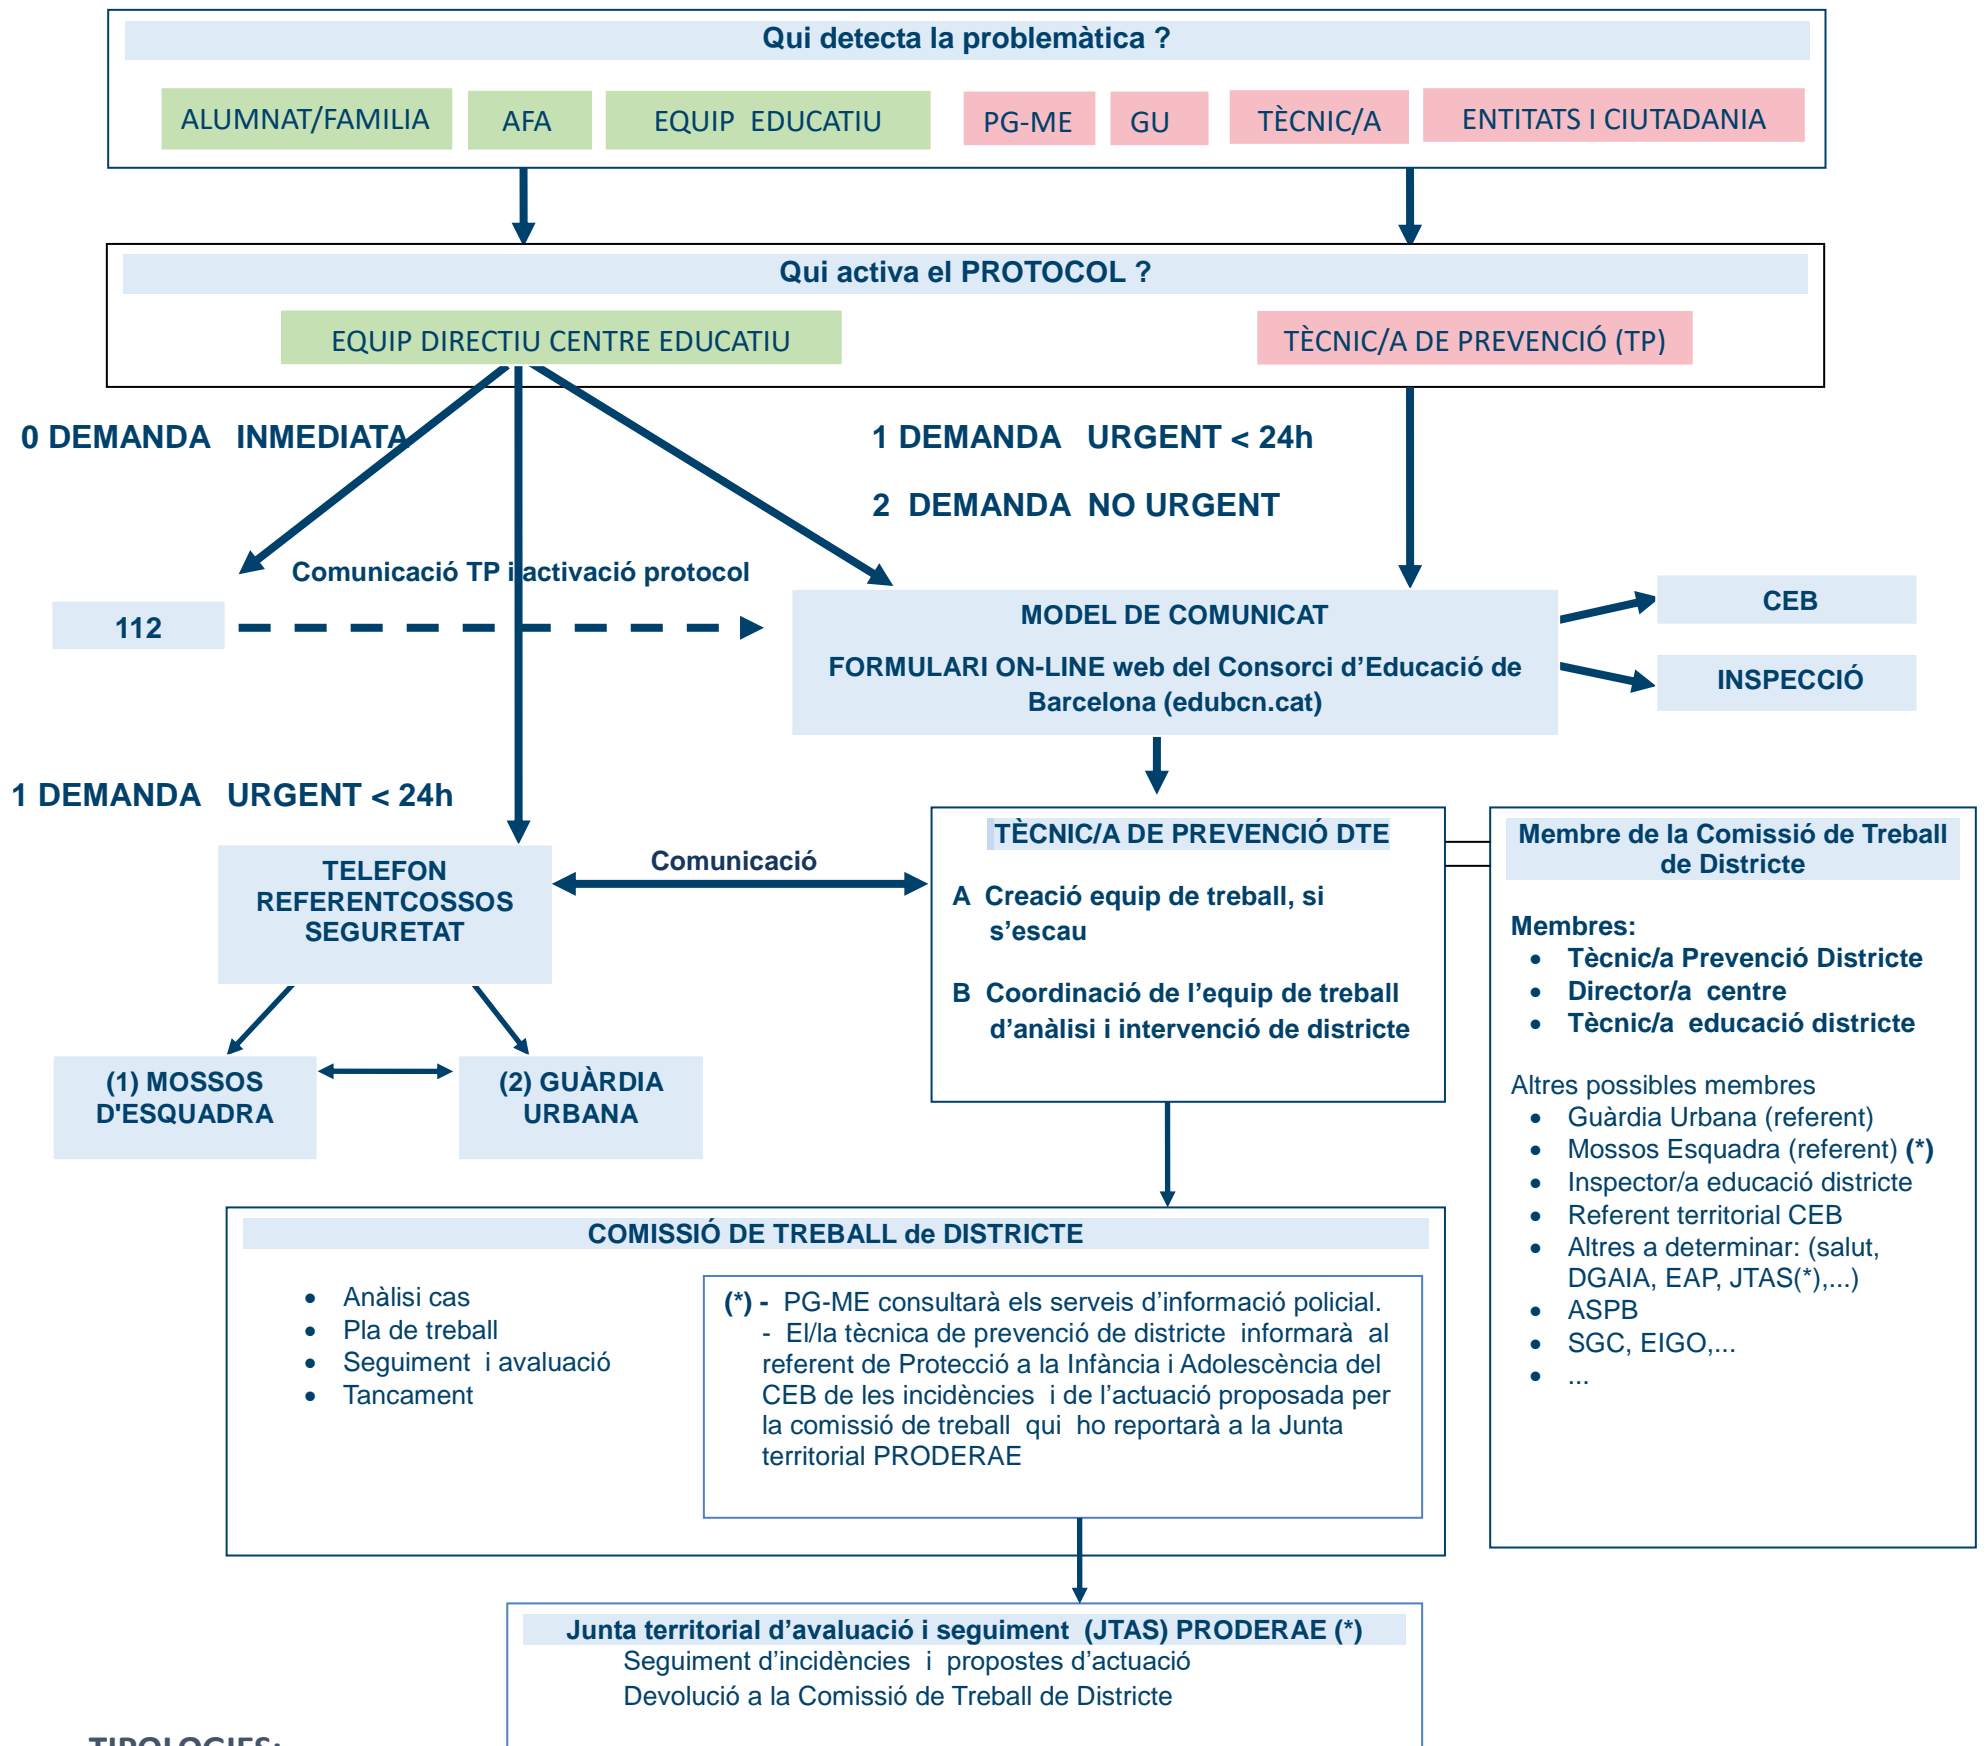 Qui detecta la problemàtica ?
ALUMNAT/FAMILIA
AFA
EQUIP EDUCATIU
PG-ME
GU
TÈCNIC/A
ENTITATS I CIUTADANIA
Qui activa el PROTOCOL ?
EQUIP DIRECTIU CENTRE EDUCATIU
TÈCNIC/A DE PREVENCIÓ (TP)
0 DEMANDA INMEDIATA
1 DEMANDA URGENT < 24h
2 DEMANDA NO URGENT
Comunicació TP i activació protocol
112
MODEL DE COMUNICAT
FORMULARI ON-LINE web del Consorci d’Educació de
Barcelona (edubcn.cat)
CEB
INSPECCIÓ
1 DEMANDA URGENT < 24h
TELEFON
REFERENTCOSSOS
SEGURETAT
Comunicació
(1) MOSSOS
D'ESQUADRA
(2) GUÀRDIA
URBANA
TÈCNIC/A DE PREVENCIÓ DTE
A Creació equip de treball, si
s’escau
B Coordinació de l’equip de treball
d’anàlisi i intervenció de districte
Membre de la Comissió de Treball
de Districte
Membres:
• Tècnic/a Prevenció Districte
• Director/a centre
• Tècnic/a educació districte
Altres possibles membres
• Guàrdia Urbana (referent)
• Mossos Esquadra (referent) (*)
• Inspector/a educació districte
• Referent territorial CEB
• Altres a determinar: (salut,
DGAIA, EAP, JTAS(*),...)
• ASPB
• SGC, EIGO,...
• ...
COMISSIÓ DE TREBALL de DISTRICTE
• Anàlisi cas
• Pla de treball
• Seguiment i avaluació
• Tancament
(*) - PG-ME consultarà els serveis d’informació policial.
- El/la tècnica de prevenció de districte informarà al
referent de Protecció a la Infància i Adolescència del
CEB de les incidències i de l’actuació proposada per
la comissió de treball qui ho reportarà a la Junta
territorial PRODERAE
Junta territorial d’avaluació i seguiment (JTAS) PRODERAE (*)
Seguiment d’incidències i propostes d’actuació
Devolució a la Comissió de Treball de Districte
TIPOLOGIES: